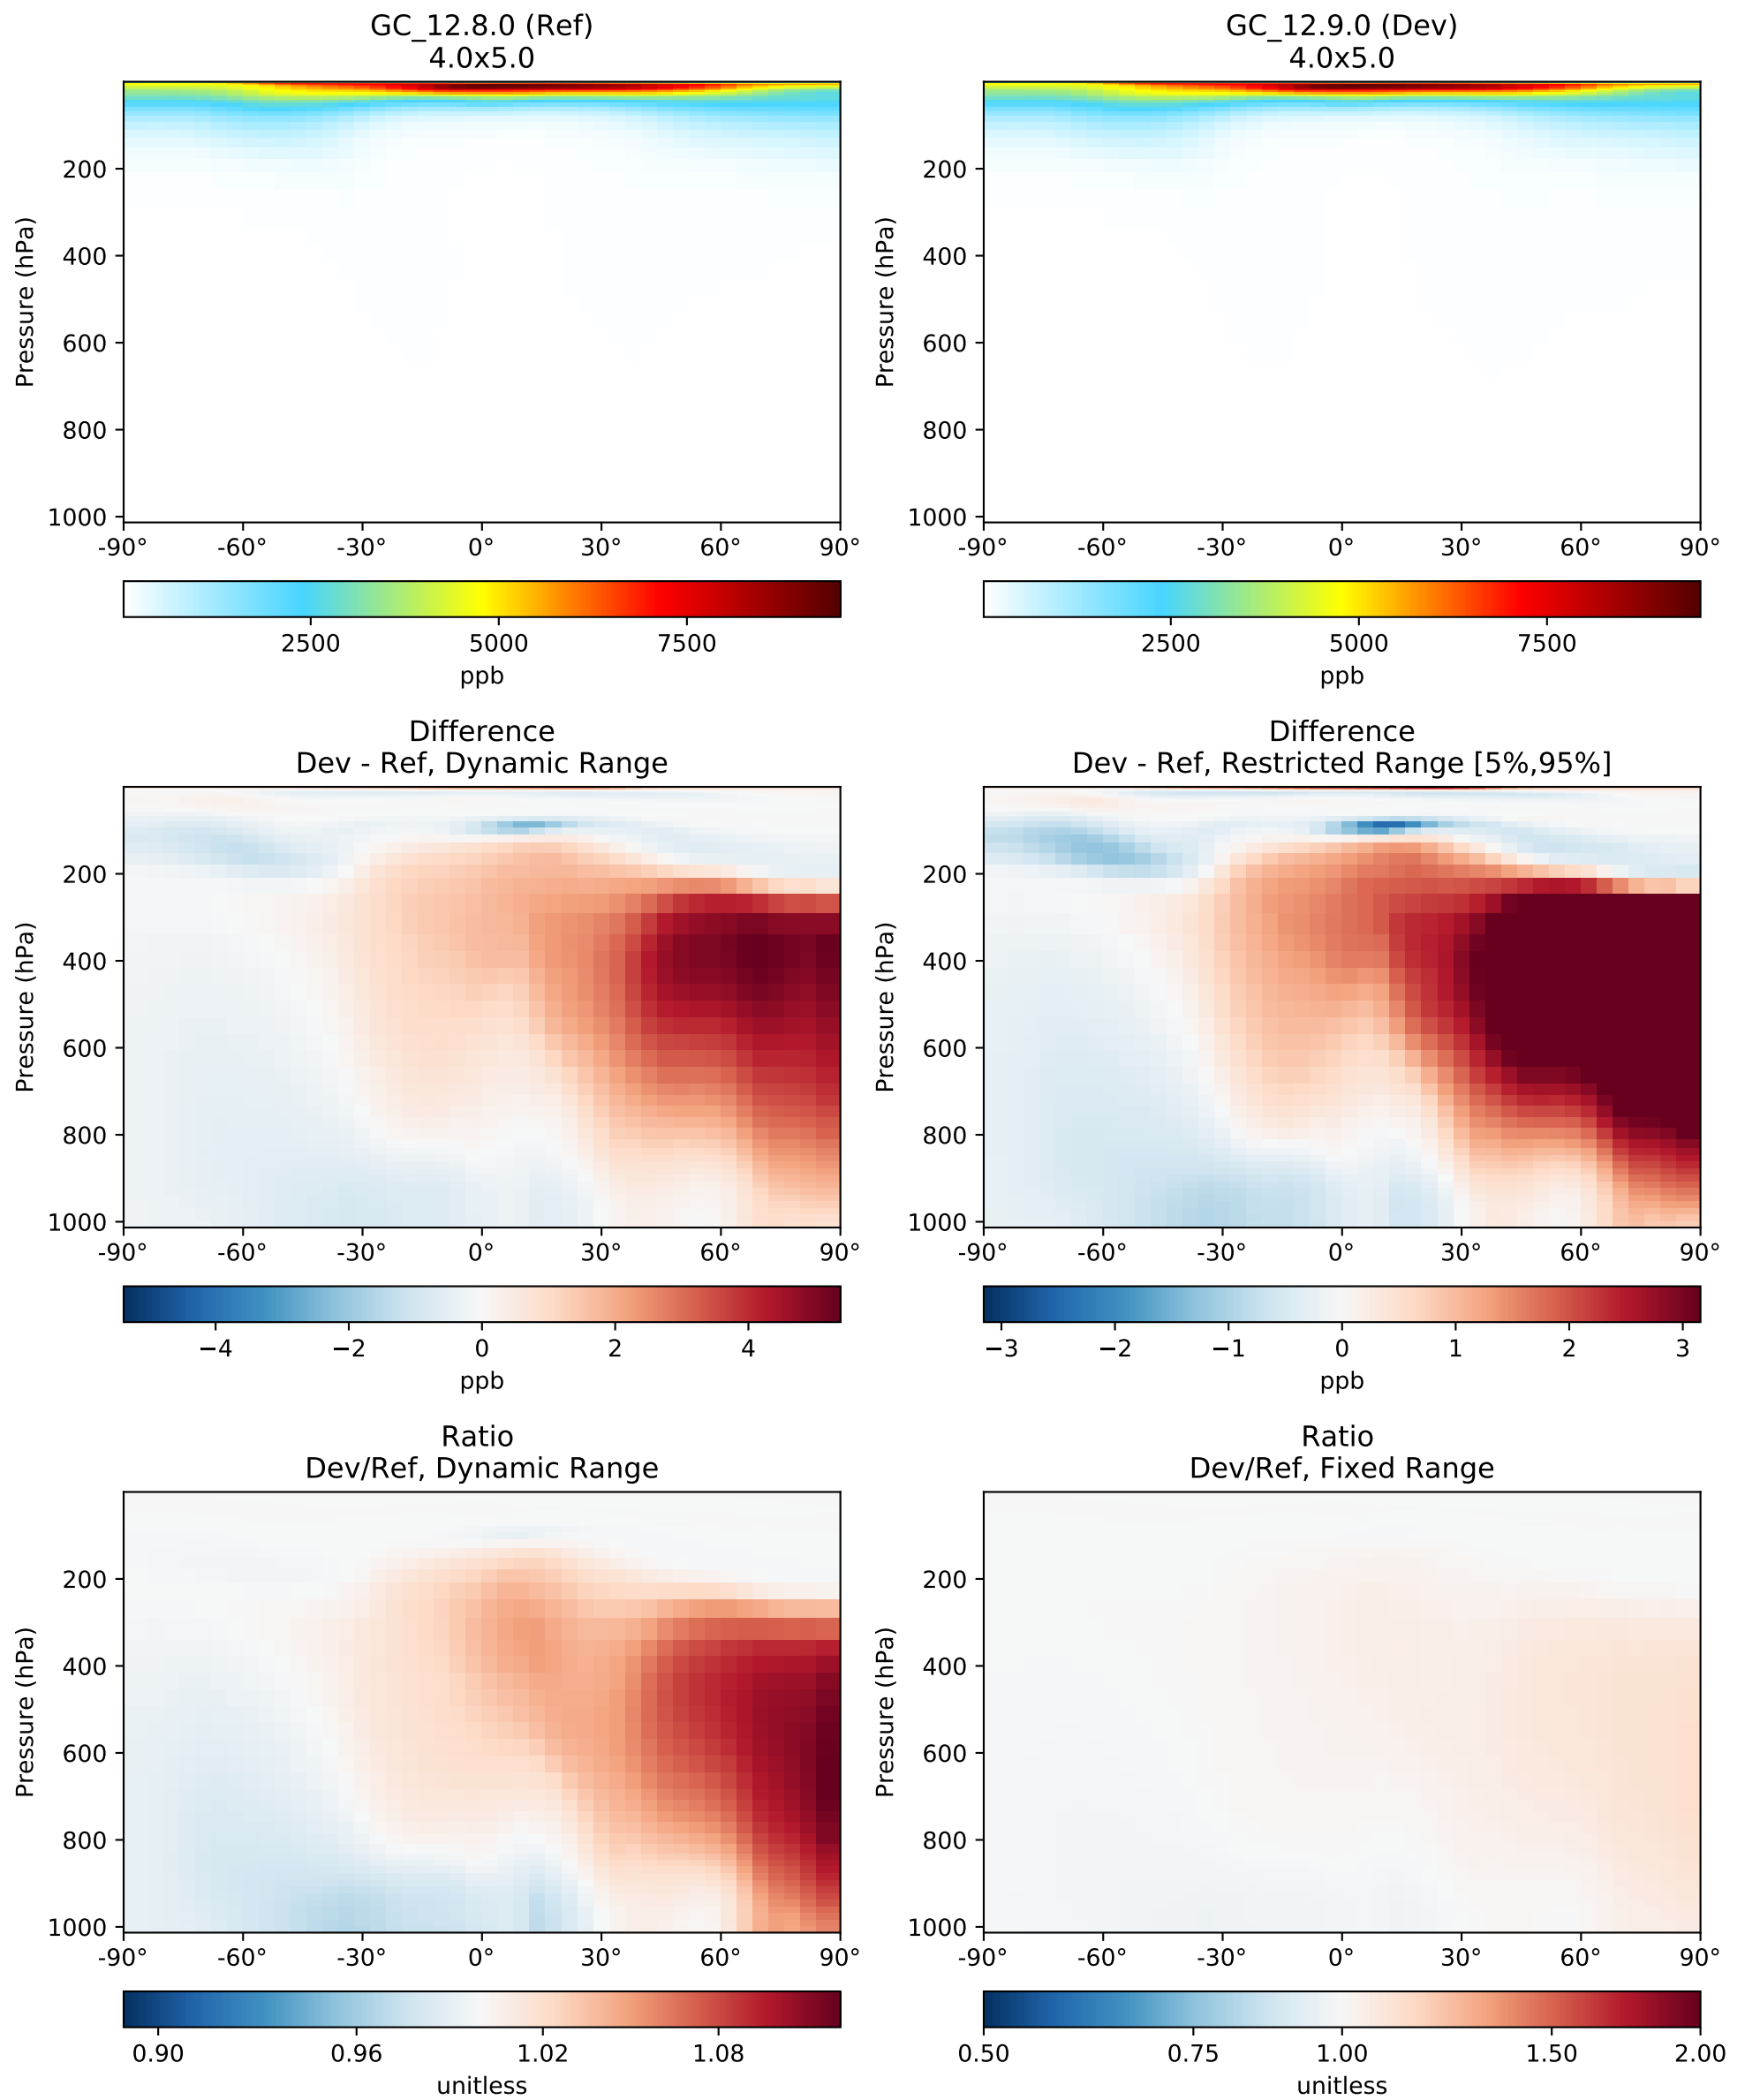 GC_12.8.0 (Ref)
4.0x5.0
Pressure (hPa)
200
400
600
800
1000
-90° -60° -30° 0° 30° 60° 90°
2500 5000 7500
ppb
GC_12.9.0 (Dev)
4.0x5.0
Pressure (hPa)
200
400
600
800
1000
-90° -60° -30° 0° 30° 60° 90°
2500 5000 7500
ppb
Difference
Dev - Ref, Dynamic Range
Pressure (hPa)
200
400
600
800
1000
-90° -60° -30° 0° 30° 60° 90°
−4 −2 0 2 4
ppb
Difference
Dev - Ref, Restricted Range [5%,95%]
Pressure (hPa)
200
400
600
800
1000
-90° -60° -30° 0° 30° 60° 90°
−3 −2 −1 0 1 2 3
ppb
Ratio
Dev/Ref, Dynamic Range
Pressure (hPa)
200
400
600
800
1000
-90° -60° -30° 0° 30° 60° 90°
0.90 0.96 1.02 1.08
unitless
Ratio
Dev/Ref, Fixed Range
Pressure (hPa)
200
400
600
800
1000
-90° -60° -30° 0° 30° 60° 90°
0.50 0.75 1.00 1.50 2.00
unitless